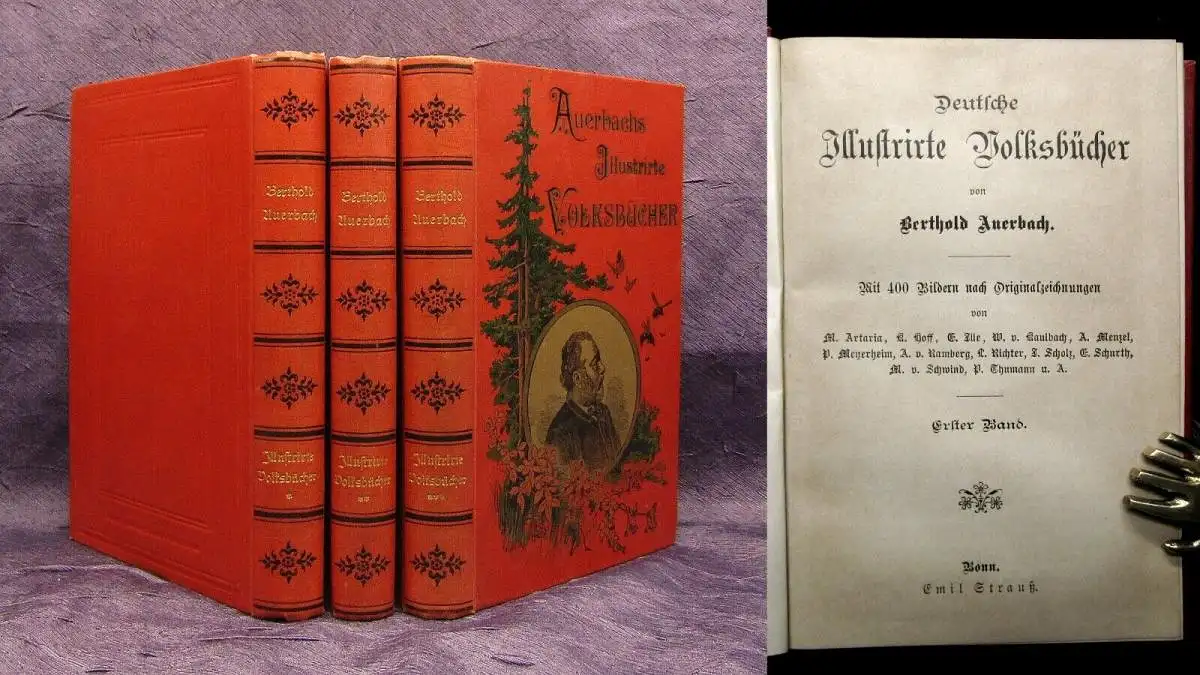 Berthold
Auerbach
Illustrirte
Volksbücher
*
Berthold
Auerbach
Illustrirte
Volksbücher
**
Berthold
Auerbach
Illustrirte
Volksbücher
***
Auerbachs
Illustrirte
Volksbücher
Deutsche
Illustrirte Volksbücher
von
Berthold Auerbach.
Mit 400 Bildern nach Originalzeichnungen
von
M. Artaria, K. Hoff, E. Ille, W. v. Kaulbach, A. Menzel,
P. Meyerheim, A. v. Ramberg, L. Richter, J. Scholz, E. Schurth,
M. v. Schwind, P. Thumann u. A.
Erster Band.
Bonn.
Emil Strauß.